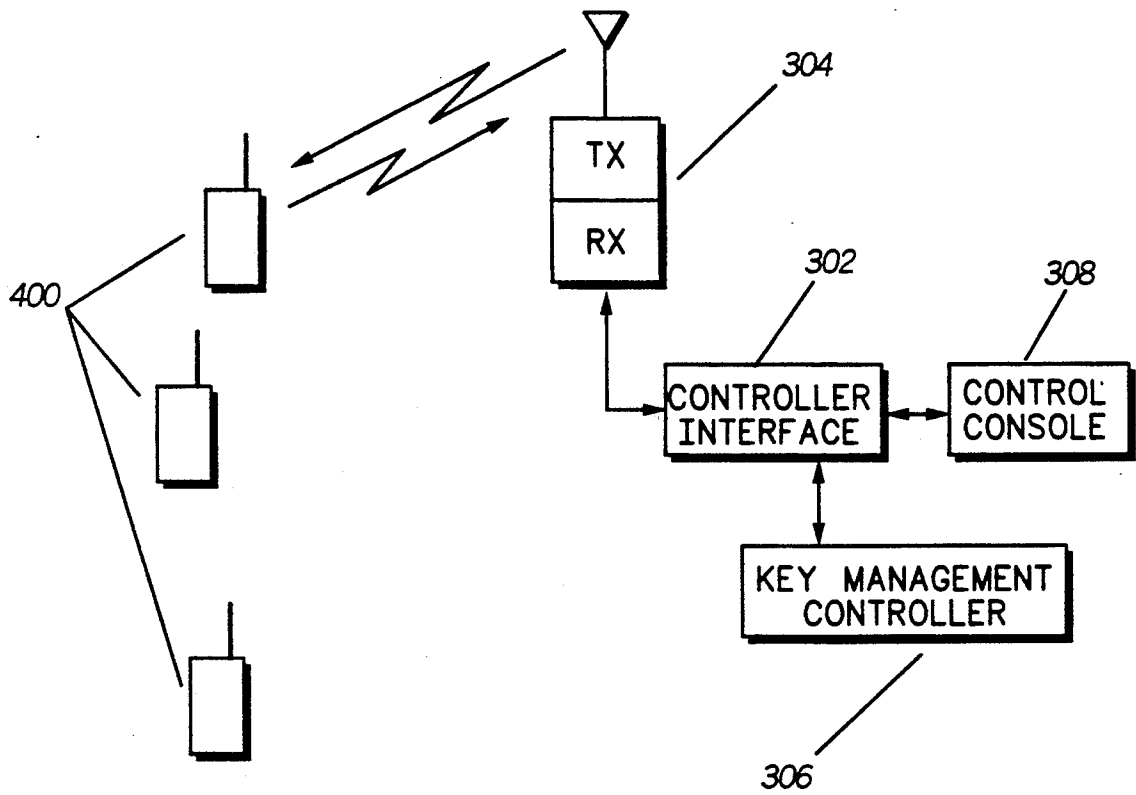 304
TX
RX
400
302
308
CONTROLLER
INTERFACE
CONTROL
CONSOLE
KEY MANAGEMENT
CONTROLLER
306